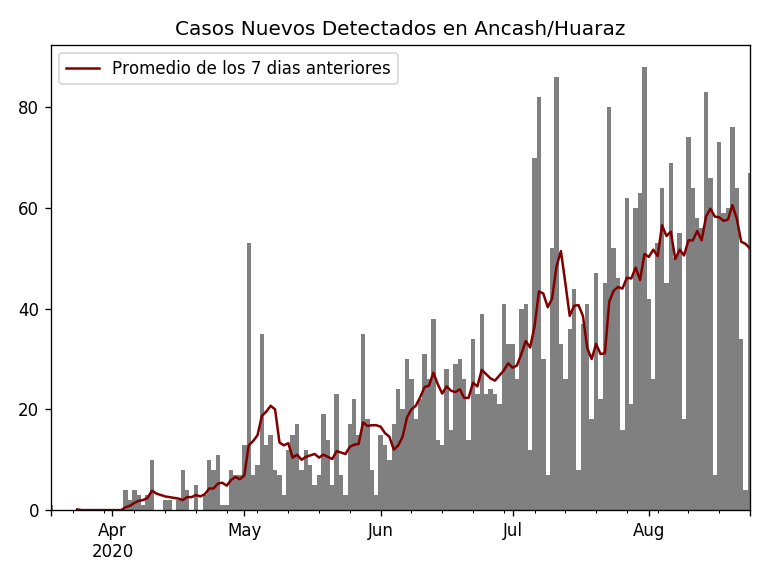 Casos Nuevos Detectados en Ancash/Huaraz
Promedio de los 7 dias anteriores
80
60
40
20
0
Apr May Jun Jul Aug
2020